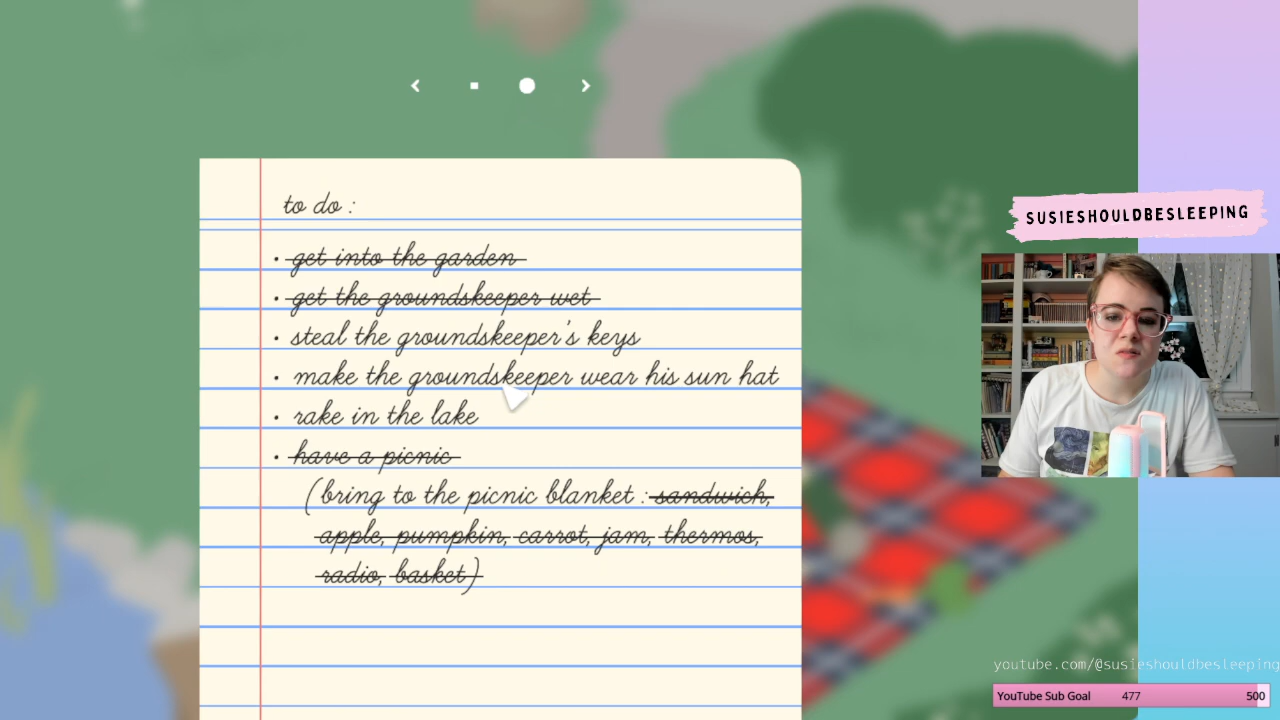 to do :
• get into the garden
• get the groundskeeper wet
• steal the groundskeeper's keys
• make the groundskeeper wear his sun hat
• rake in the lake
• have a picnic
(bring to the picnic blanket : sandwich,
apple, pumpkin, carrot, jam, thermos,
radio, basket)
SUSIESHOULDBESLEEPING
youtube.com/@susieshouldbesleeping
YouTube Sub Goal 477 500